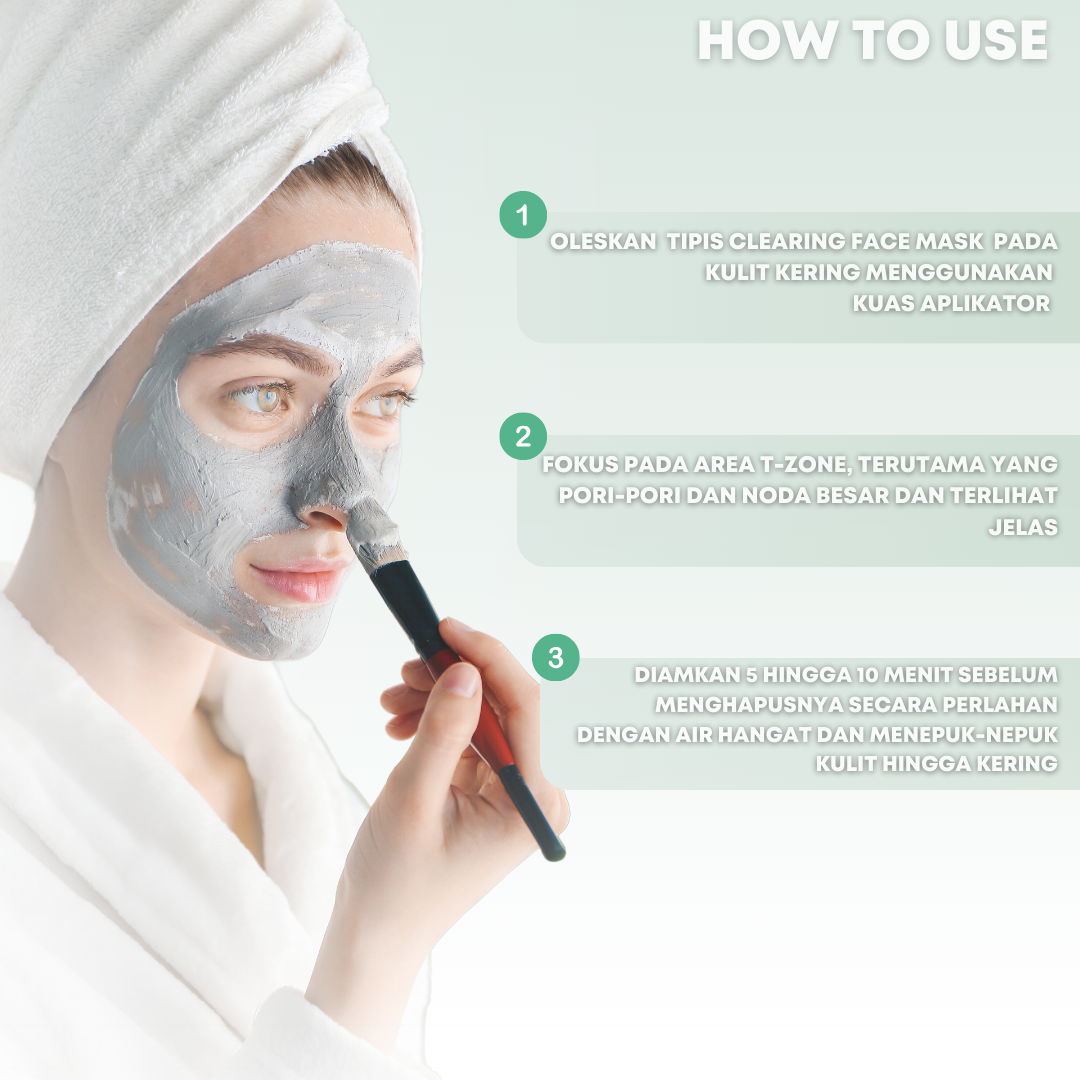 HOW TO USE
1
OLESKAN TIPIS CLEARING FACE MASK PADA
KULIT KERING MENGGUNAKAN
KUAS APLIKATOR
2
FOKUS PADA AREA T-ZONE, TERUTAMA YANG
PORI-PORI DAN NODA BESAR DAN TERLIHAT
JELAS
3
DIAMKAN 5 HINGGA 10 MENIT SEBELUM
MENGHAPUSNYA SECARA PERLAHAN
DENGAN AIR HANGAT DAN MENEPUK-NEPUK
KULIT HINGGA KERING